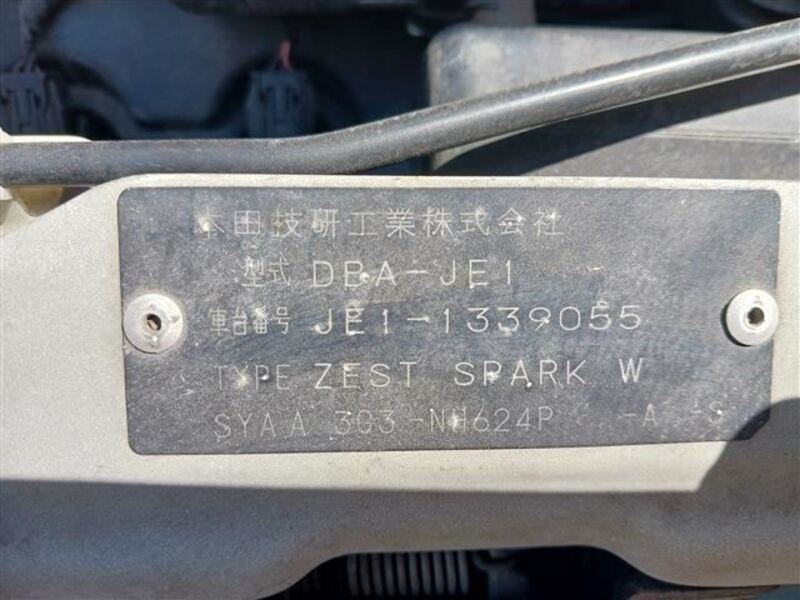 本田技研工業株式会社
型式 DBA-JE1
車台番号 JE1-1339055
TYPE ZEST SPARK W
SYAA 3G3-NH624P -A -S